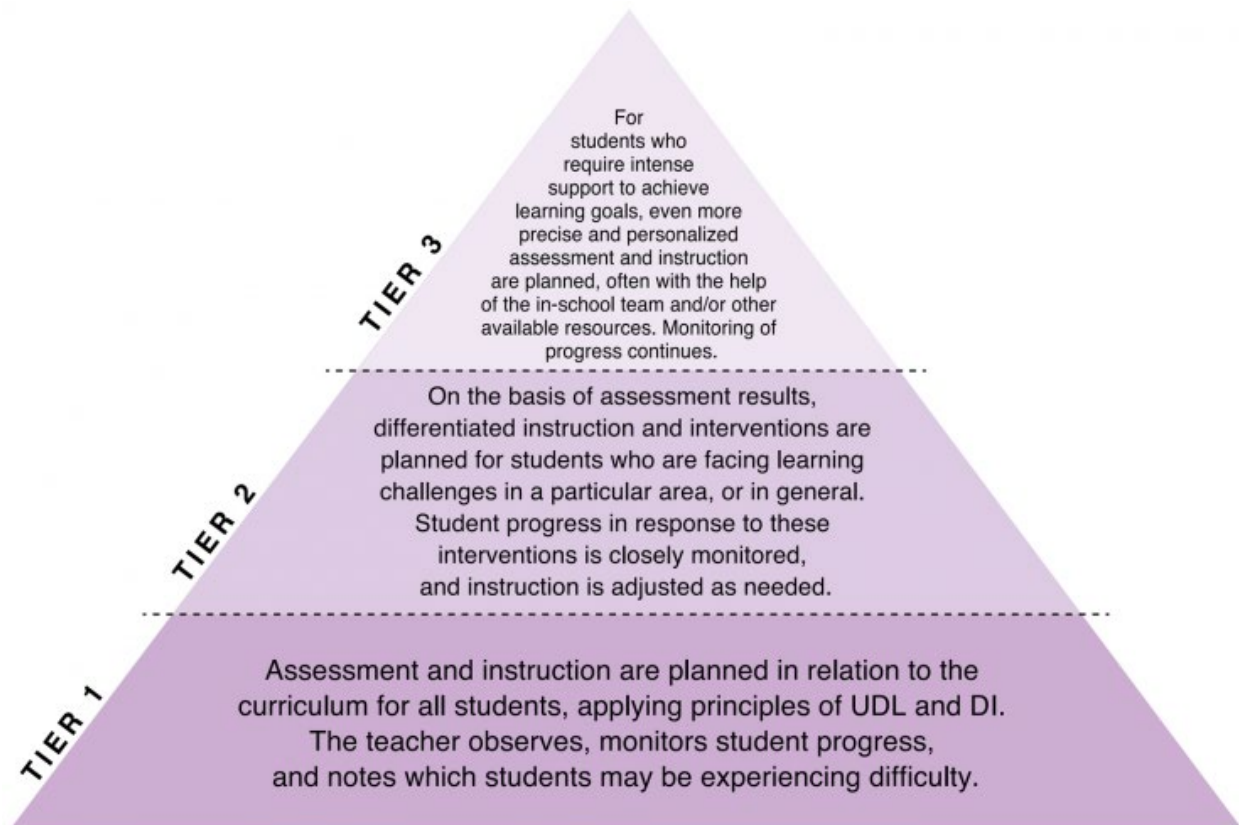 For
students who
require intense
support to achieve
learning goals, even more
precise and personalized
assessment and instruction
are planned, often with the help
of the in-school team and/or other
available resources. Monitoring of
progress continues.
TIER 3
On the basis of assessment results,
differentiated instruction and interventions are
planned for students who are facing learning
challenges in a particular area, or in general.
Student progress in response to these
interventions is closely monitored,
and instruction is adjusted as needed.
TIER 2
Assessment and instruction are planned in relation to the
curriculum for all students, applying principles of UDL and DI.
The teacher observes, monitors student progress,
and notes which students may be experiencing difficulty.
TIER 1